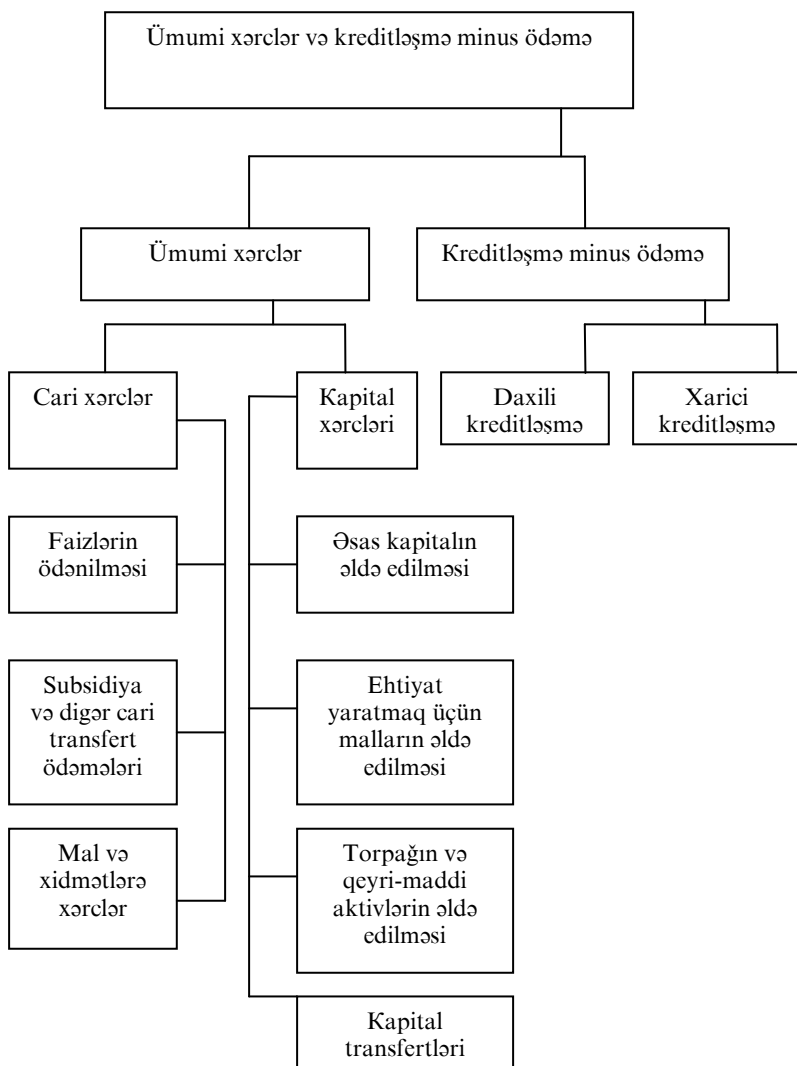 Ümumi xərclər və kreditləşmə minus ödəmə
Ümumi xərclər
Kreditləşmə minus ödəmə
Cari xərclər
Kapital
xərcləri
Daxili
kreditləşmə
Xarici
kreditləşmə
Faizlərin
ödənilməsi
Əsas kapitalın
əldə edilməsi
Subsidiya
və digər cari
transfert
ödəmələri
Ehtiyat
yaratmaq üçün
malların əldə
edilməsi
Mal və
xidmətlərə
xərclər
Torpağın və
qeyri-maddi
aktivlərin əldə
edilməsi
Kapital
transfertləri